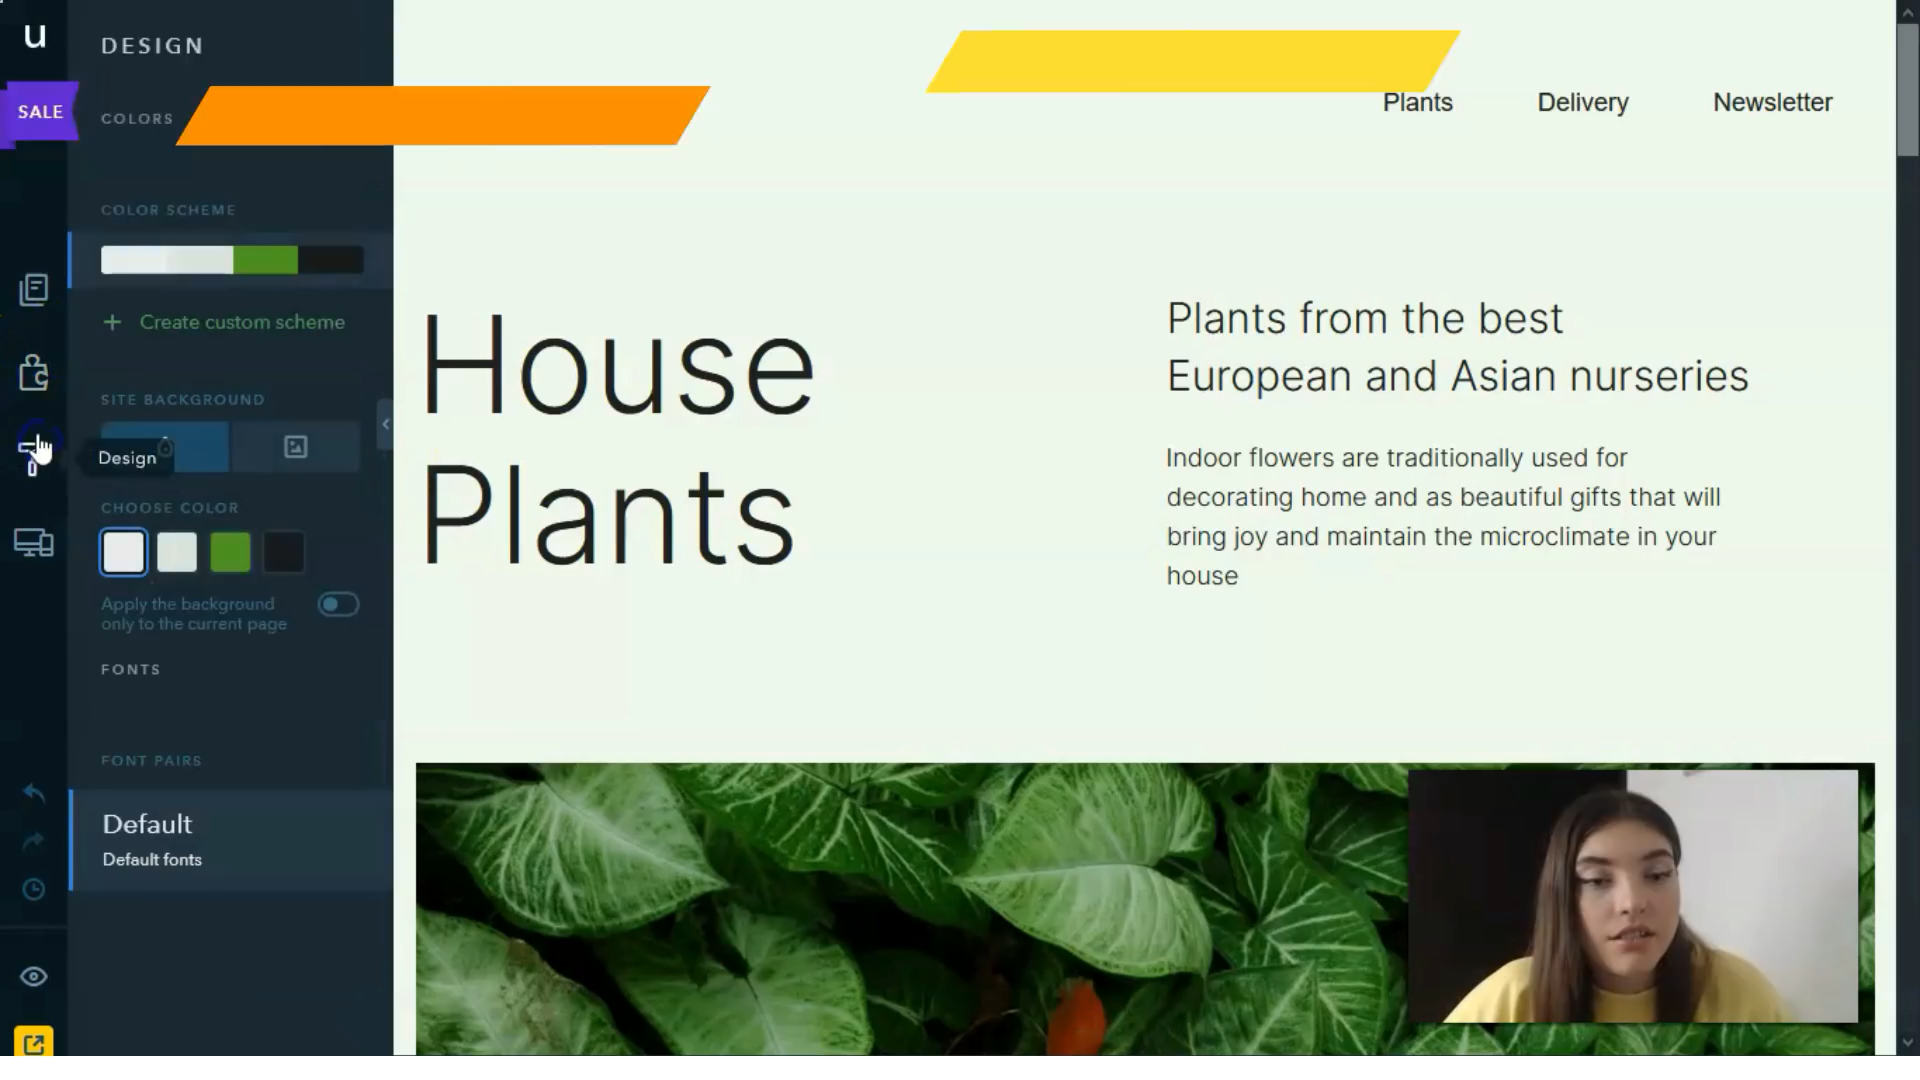 u
DESIGN
SALE
COLORS
COLOR SCHEME
+ Create custom scheme
SITE BACKGROUND
Design
CHOOSE COLOR
Apply the background
only to the current page
FONTS
FONT PAIRS
Default
Default fonts
Plants Delivery Newsletter
House
Plants
Plants from the best
European and Asian nurseries
Indoor flowers are traditionally used for
decorating home and as beautiful gifts that will
bring joy and maintain the microclimate in your
house